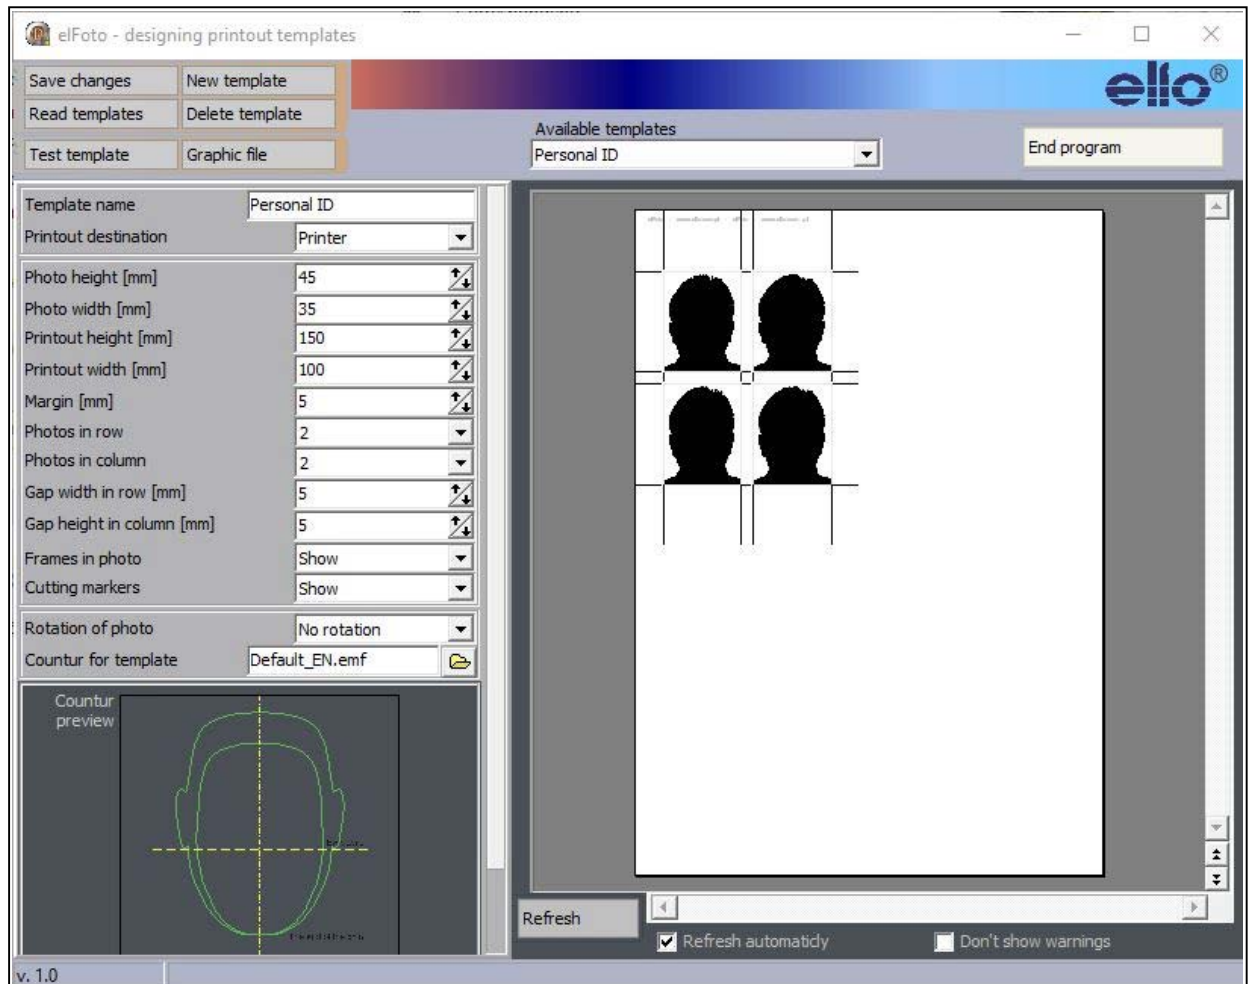 elFoto - designing printout templates
Save changes
New template
Read templates
Delete template
Test template
Graphic file
elfo®
Available templates
Personal ID
End program
Template name
Personal ID
Printout destination
Printer
Photo height [mm]
45
Photo width [mm]
35
Printout height [mm]
150
Printout width [mm]
100
Margin [mm]
5
Photos in row
2
Photos in column
2
Gap width in row [mm]
5
Gap height in column [mm]
5
Frames in photo
Show
Cutting markers
Show
Rotation of photo
No rotation
Countur for template
Default_EN.emf
Countur
preview
Refresh
Refresh automaticly
Don't show warnings
v. 1.0